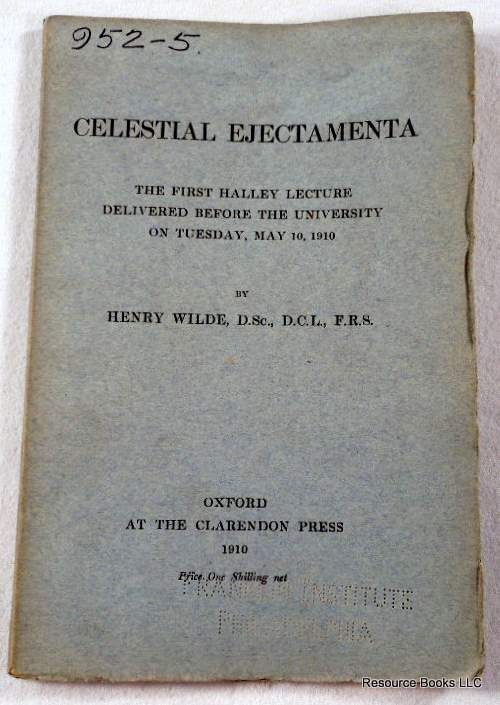 952-5.
CELESTIAL EJECTAMENTA
THE FIRST HALLEY LECTURE
DELIVERED BEFORE THE UNIVERSITY
ON TUESDAY, MAY 10, 1910
BY
HENRY WILDE, D.Sc., D.C.L., F.R.S.
OXFORD
AT THE CLARENDON PRESS
1910
Price One Shilling net
FRANKLIN INSTITUTE
PHILADELPHIA
Resource Books LLC